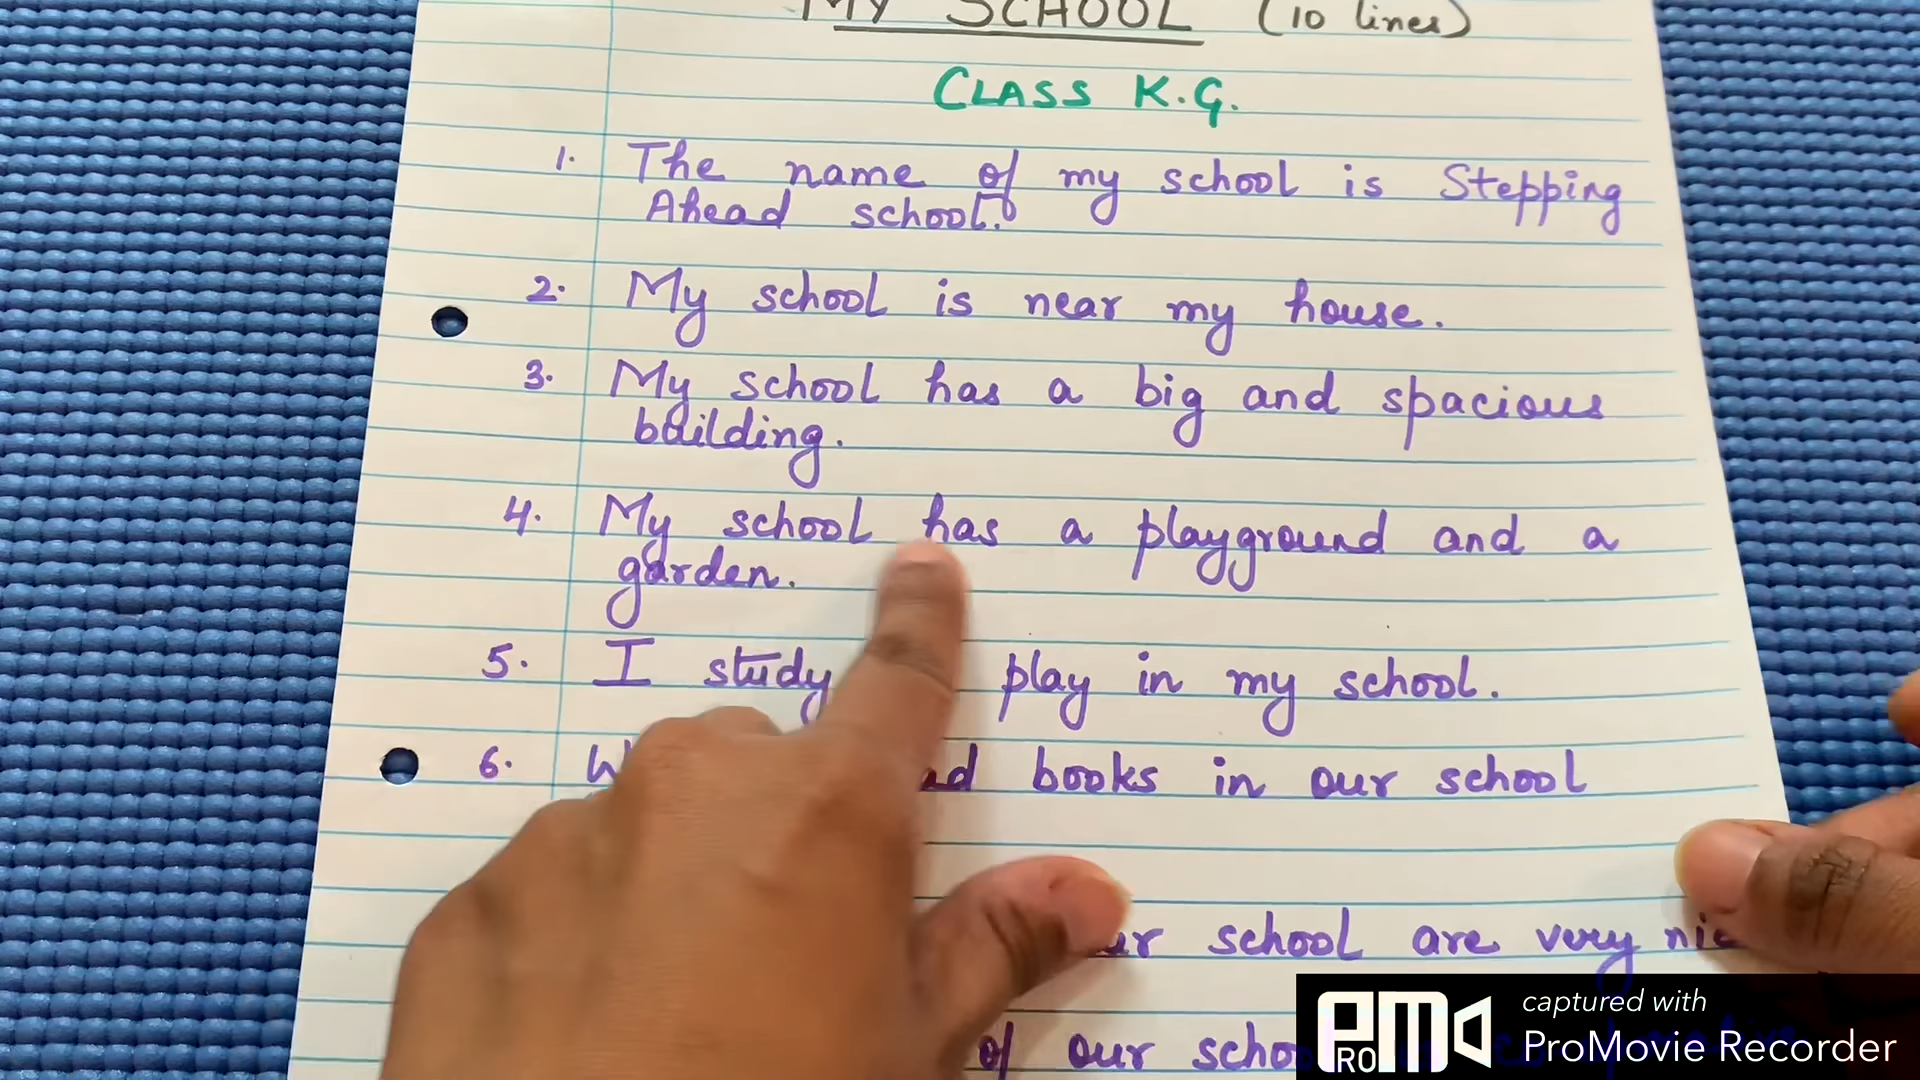 MY SCHOOL (10 lines)
CLASS K.G.
1. The name of my school is Stepping
Ahead school.
2. My school is near my house.
3. My school has a big and spacious
building.
4. My school has a playground and a
garden.
5. I study play in my school.
6. books in our school
school are very
of our
captured with
PRO M ProMovie Recorder